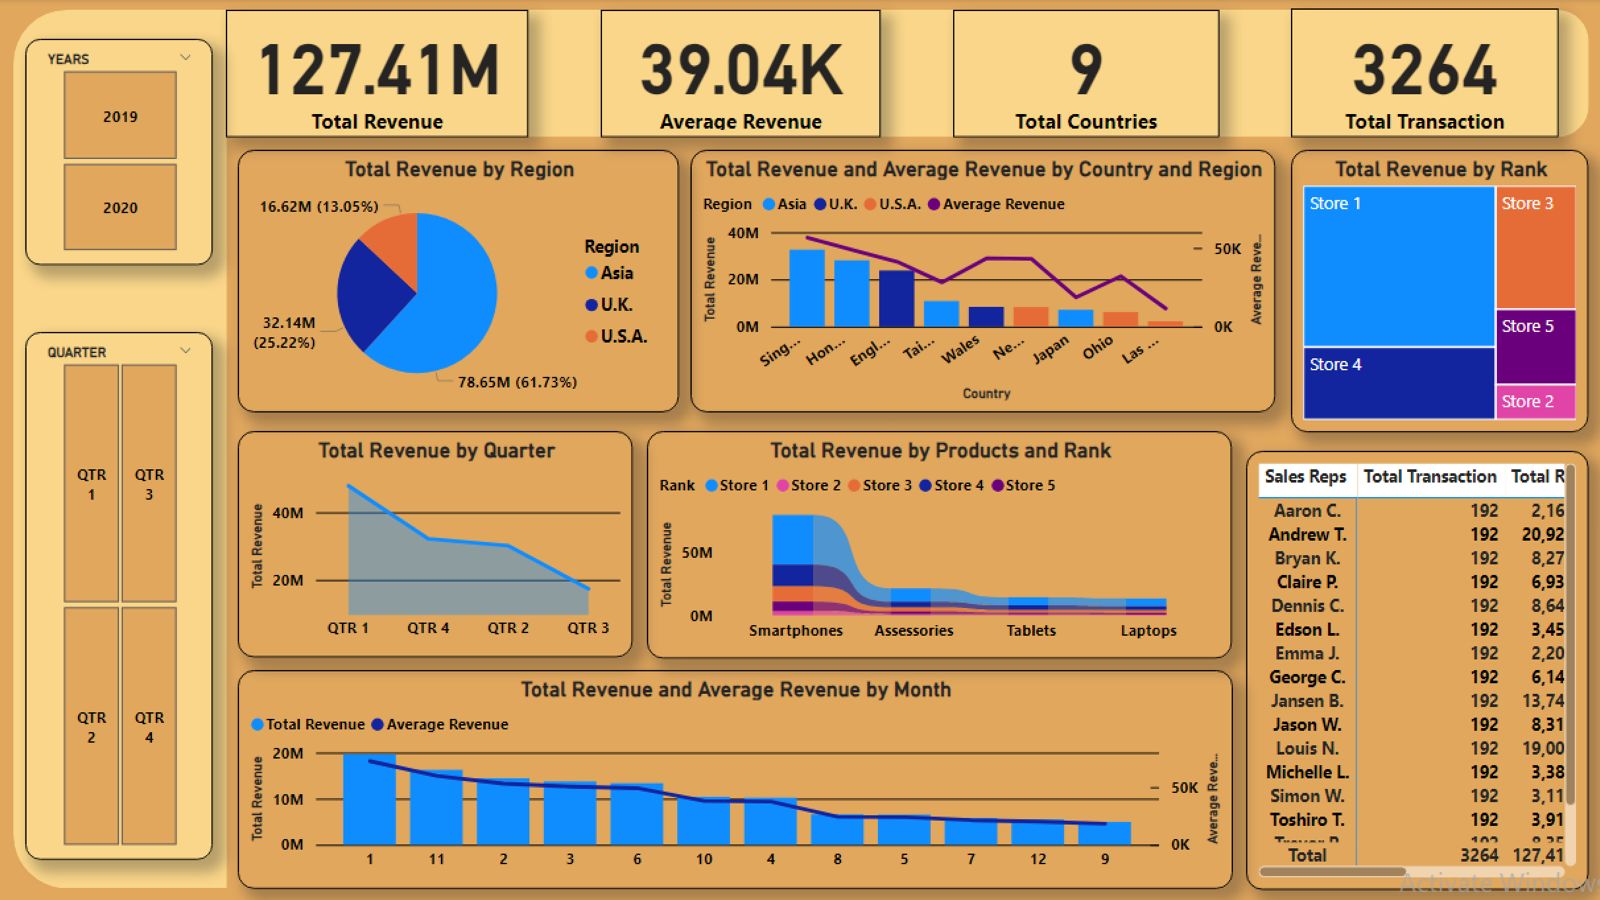 YEARS
2019
2020
QUARTER
QTR
1
QTR
3
QTR
2
QTR
4
127.41M
Total Revenue
39.04K
Average Revenue
9
Total Countries
3264
Total Transaction
Total Revenue by Region
16.62M (13.05%)
32.14M
(25.22%)
78.65M (61.73%)
Region
Asia
U.K.
U.S.A.
Total Revenue and Average Revenue by Country and Region
Region Asia U.K. U.S.A. Average Revenue
Total Revenue
40M
20M
0M
50K
0K
Average Reve...
Sing...
Hon...
Engl...
Tai...
Wales
Ne...
Japan
Ohio
Las ...
Country
Total Revenue by Rank
Store 1
Store 3
Store 5
Store 4
Store 2
Total Revenue by Quarter
Total Revenue
40M
20M
QTR 1 QTR 4 QTR 2 QTR 3
Total Revenue by Products and Rank
Rank Store 1 Store 2 Store 3 Store 4 Store 5
Total Revenue
50M
0M
Smartphones Assessories Tablets Laptops
Sales Reps Total Transaction Total R
Aaron C. 192 2,16
Andrew T. 192 20,92
Bryan K. 192 8,27
Claire P. 192 6,93
Dennis C. 192 8,64
Edson L. 192 3,45
Emma J. 192 2,20
George C. 192 6,14
Jansen B. 192 13,74
Jason W. 192 8,31
Louis N. 192 19,00
Michelle L. 192 3,38
Simon W. 192 3,11
Toshiro T. 192 3,91
Total 3264 127,41
Total Revenue and Average Revenue by Month
Total Revenue Average Revenue
Total Revenue
20M
10M
0M
50K
0K
Average Reve...
1 11 2 3 6 10 4 8 5 7 12 9
Activate Windows